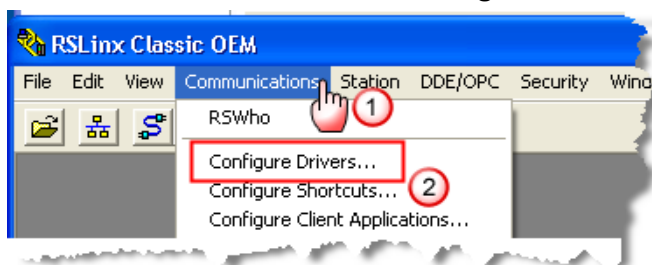 RSLinx Classic OEM
File Edit View Communications Station DDE/OPC Security
RSWho
1
Configure Drivers...
Configure Shortcuts... 2
Configure Client Applications...